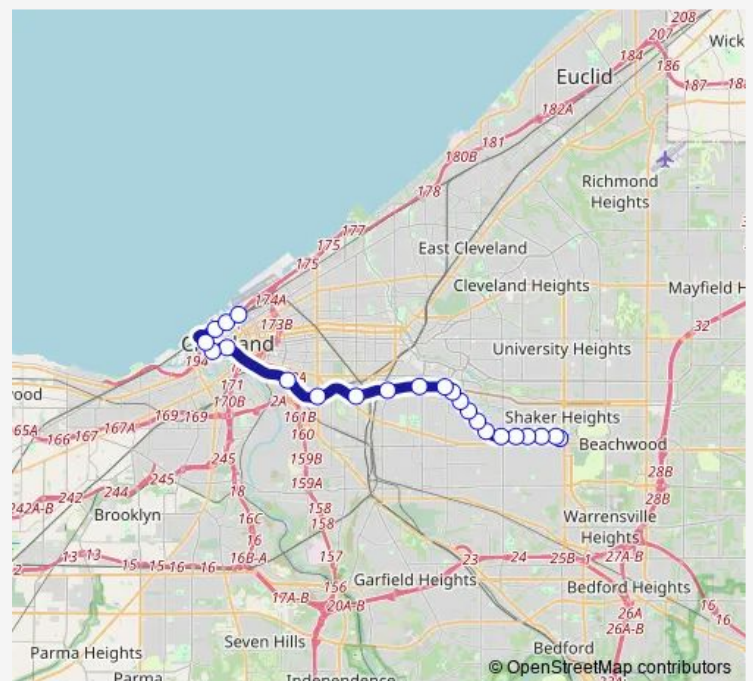 208
207
Wick
184
186
Euclid
187
182A
181
180B
Richmond
Heights
178
177
175
175
East Cleveland
Cleveland Heights
Mayfield H
174A
173B
32
194
University Heights
171
170B
2A
ood
169
169
167A
166
167
65A
161B
160
Shaker Heights
Beachwood
245
159B
245
159A
28B
28B
244
242
242A-B
18
158
158
Brooklyn
16C
16
Warrensville
Heights
157
16B-A
13
13
15
15
16
16
23
24
25B
27A-B
156
Garfield Heights
Bedford Heights
17A-B
20A-B
26A
26A-B
16
16
Seven Hills
Parma Heights
Bedford
Parma
Independence
© OpenStreetMap contributors